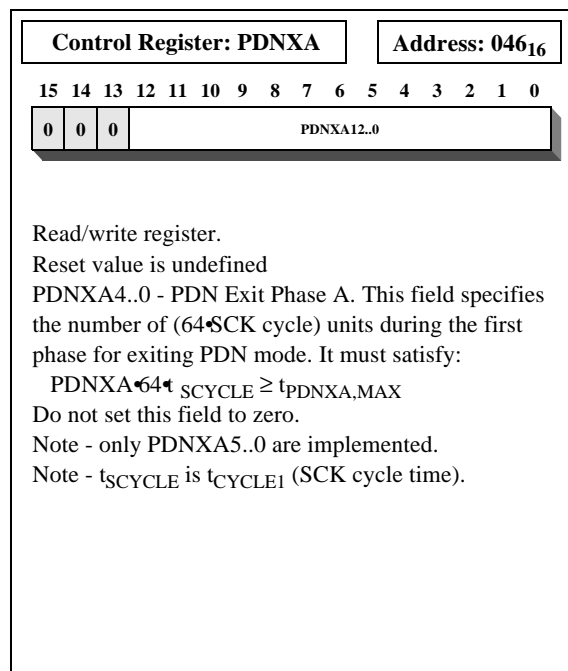 Control Register: PDNXA
Address: 046₁₆
15 14 13 12 11 10 9 8 7 6 5 4 3 2 1 0
0 0 0 PDNXA12..0
Read/write register.
Reset value is undefined
PDNXA4..0 - PDN Exit Phase A. This field specifies
the number of (64•SCK cycle) units during the first
phase for exiting PDN mode. It must satisfy:
PDNXA•64•t SCYCLE ≥ tPDNXA,MAX
Do not set this field to zero.
Note - only PDNXA5..0 are implemented.
Note - tSCYCLE is tCYCLE1 (SCK cycle time).